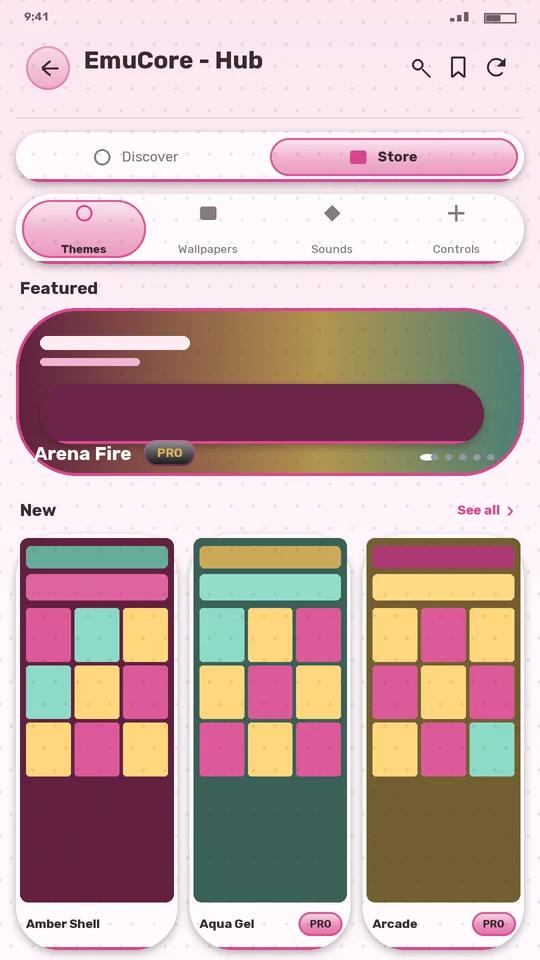 9:41
EmuCore - Hub
Discover
Store
Themes
Wallpapers
Sounds
Controls
Featured
Arena Fire
PRO
New
See all
Amber Shell
Aqua Gel
PRO
Arcade
PRO